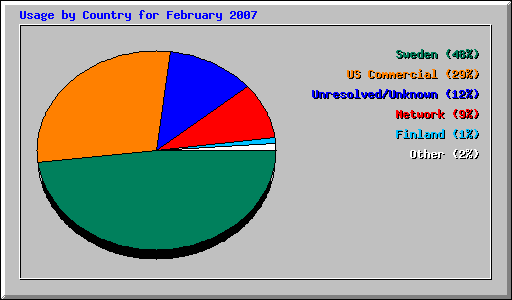 Usage by Country for February 2007
Sweden (48%)
US Commercial (29%)
Unresolved/Unknown (12%)
Network (9%)
Finland (1%)
Other (2%)